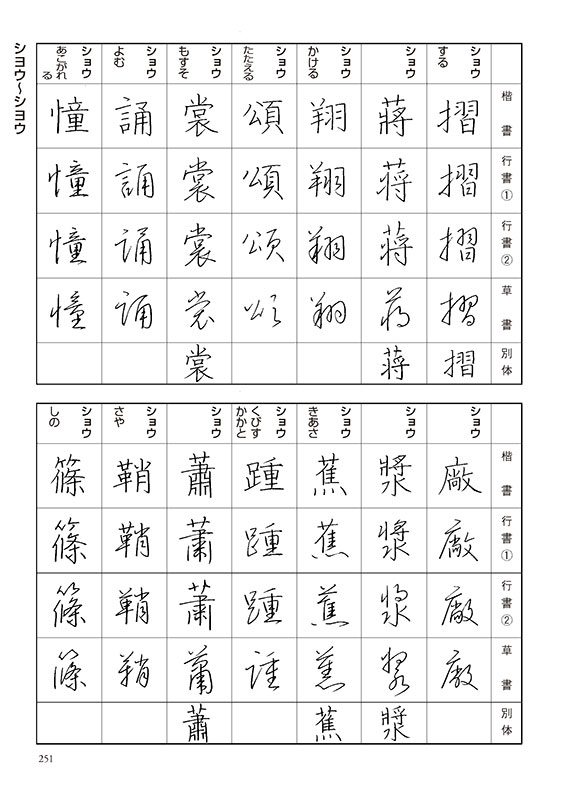 ショウ~ショウ
ショウ する
ショウ
ショウ かける
ショウ たたえる
ショウ もすそ
ショウ よむ
ショウ あこがれる
楷書 摺 蔣 翔 頌 裳 誦 憧
行書① 摺 蒋 翔 頌 裳 誦 憧
行書② 摺 蒋 翔 頌 裳 誦 憧
草書 摺 蒋 翔 頌 裳 誦 憧
別体 摺 蒋 裳
ショウ
ショウ
ショウ きあさ
ショウ くびす かかと
ショウ
ショウ さや
ショウ しの
楷書 廠 漿 蕉 踵 蕭 鞘 篠
行書① 廠 漿 蕉 踵 蕭 鞘 篠
行書② 廠 漿 蕉 踵 蕭 鞘 篠
草書 廠 漿 蕉 踵 蕭 鞘 篠
別体 漿 蕉 蕭
251